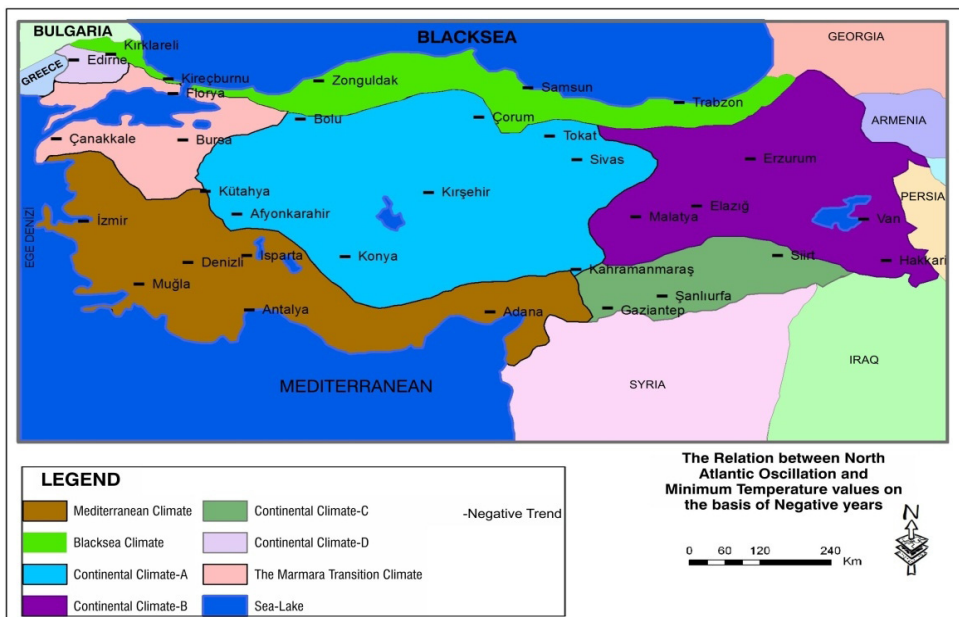 BULGARIA
BLACKSEA
GEORGIA
Kırklareli
Edirne
GREECE
Kireçburnu
Zonguldak
Samsun
Florya
Trabzon
Bolu
Çorum
ARMENIA
Çanakkale
Bursa
Tokat
Sivas
Erzurum
Kütahya
Kırşehir
PERSIA
Afyonkarahir
Elazığ
İzmir
Malatya
Van
EGE DENIZI
Denizli
Isparta
Konya
Siirt
Hakkari
Kahramanmaraş
Muğla
Şanlıurfa
Antalya
Adana
Gaziantep
MEDITERRANEAN
SYRIA
IRAQ
LEGEND
Mediterranean Climate
Continental Climate-C
-Negative Trend
Blacksea Climate
Continental Climate-D
Continental Climate-A
The Marmara Transition Climate
Continental Climate-B
Sea-Lake
The Relation between North
Atlantic Oscillation and
Minimum Temperature values on
the basis of Negative years
N
0 30 60 120 240
Km